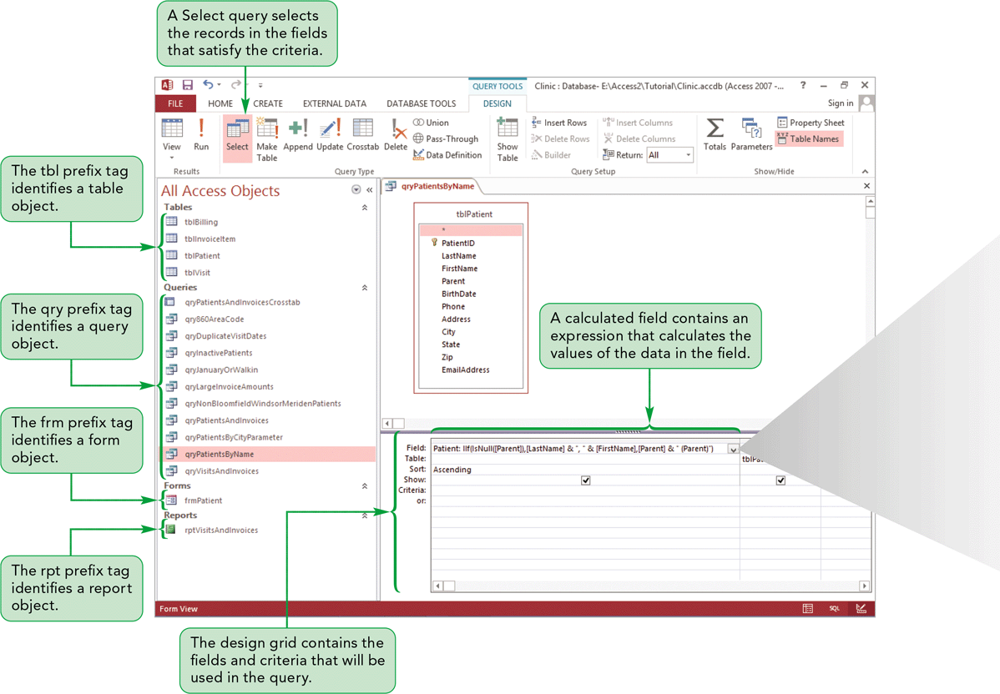 A Select query selects
the records in the fields
that satisfy the criteria.
QUERY TOOLS
Clinic : Database- E:\Access2\Tutorial\Clinic.accdb (Access 2007 -...
?
FILE
HOME
CREATE
EXTERNAL DATA
DATABASE TOOLS
DESIGN
Sign in
View
Run
Results
Select
Make
Table
Append
Update
Crosstab
Delete
Union
Pass-Through
Data Definition
Query Type
Show
Table
Insert Rows
Delete Rows
Builder
Insert Columns
Delete Columns
Return: All
Query Setup
Totals
Parameters
Property Sheet
Table Names
Show/Hide
The tbl prefix tag
identifies a table
object.
The qry prefix tag
identifies a query
object.
The frm prefix tag
identifies a form
object.
The rpt prefix tag
identifies a report
object.
All Access Objects
Tables
tblBilling
tblInvoiceItem
tblPatient
tblVisit
Queries
qryPatientsAndInvoicesCrosstab
qry860AreaCode
qryDuplicateVisitDates
qryInactivePatients
qryJanuaryOrWalkin
qryLargeInvoiceAmounts
qryNonBloomfieldWindsorMeridenPatients
qryPatientsAndInvoices
qryPatientsByCityParameter
qryPatientsByName
qryVisitsAndInvoices
Forms
frmPatient
Reports
rptVisitsAndInvoices
qryPatientsByName
tblPatient
*
PatientID
LastName
FirstName
Parent
BirthDate
Phone
Address
City
State
Zip
EmailAddress
A calculated field contains an
expression that calculates the
values of the data in the field.
Field: Patient: IIf(IsNull([Parent]),[LastName] & ", " & [FirstName],[Parent] & " (Parent)")
Table:
Sort: Ascending
Show:
Criteria:
or:
Form View
SQL
The design grid contains the
fields and criteria that will be
used in the query.